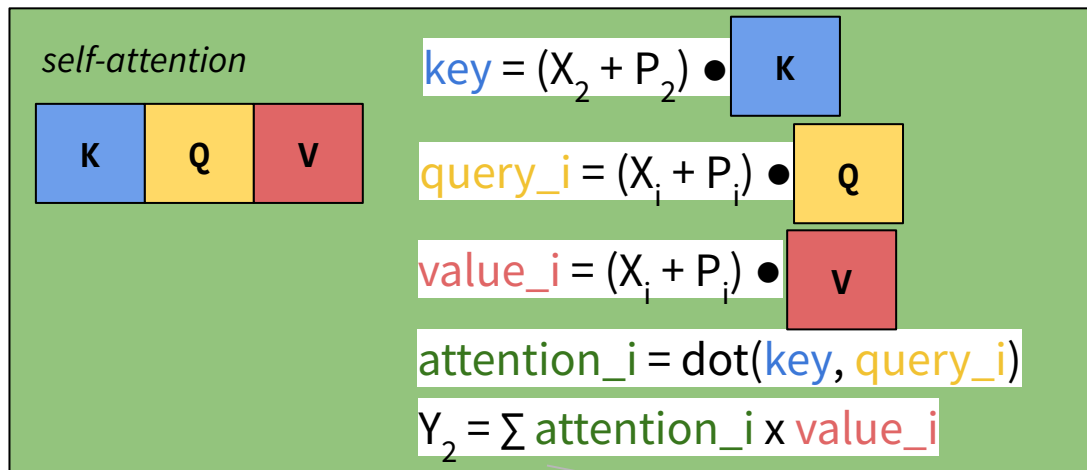 self-attention
K Q V
key = (X₂ + P₂) ● K
query_i = (Xᵢ + Pᵢ) ● Q
value_i = (Xᵢ + Pᵢ) ● V
attention_i = dot(key, query_i)
Y₂ = ∑ attention_i x value_i